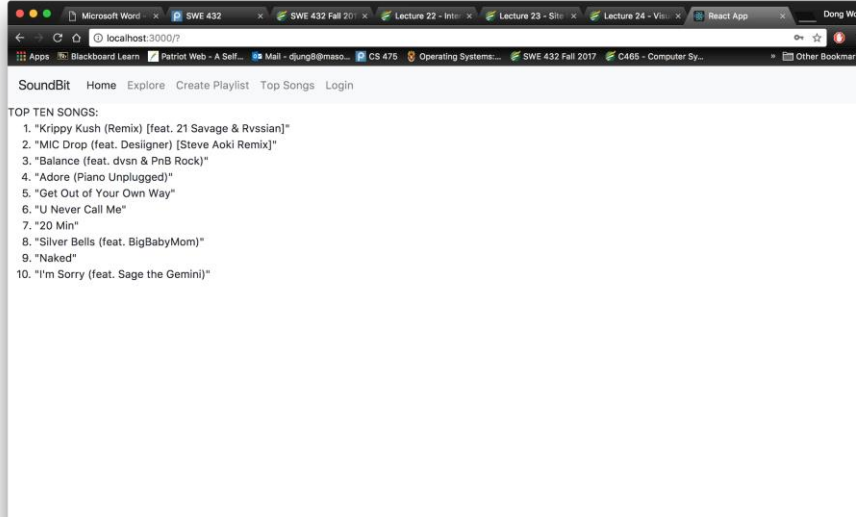 Microsoft Word - SWE 432 SWE 432 Fall 201 Lecture 22 - Inte Lecture 23 - Site Lecture 24 - Visu React App Dong Wo
localhost:3000/?
Apps Blackboard Learn Patriot Web - A Self... Mail - djung8@maso... CS 475 Operating Systems:... SWE 432 Fall 2017 C465 - Computer Sy... » Other Bookmar
SoundBit Home Explore Create Playlist Top Songs Login
TOP TEN SONGS:
1. "Krippy Kush (Remix) [feat. 21 Savage & Rvssian]"
2. "MIC Drop (feat. Desiigner) [Steve Aoki Remix]"
3. "Balance (feat. dvsn & PnB Rock)"
4. "Adore (Piano Unplugged)"
5. "Get Out of Your Own Way"
6. "U Never Call Me"
7. "20 Min"
8. "Silver Bells (feat. BigBabyMom)"
9. "Naked"
10. "I'm Sorry (feat. Sage the Gemini)"